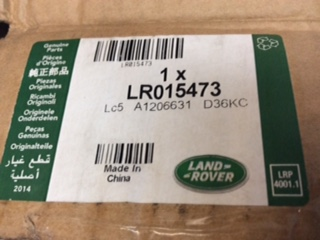 Genuine
Parts
Pièces
d'Origine
純正部品
Piezas
Originales
Ricambi
Originali
Originele
Onderdelen
Peças
Genuínas
Originalteile
قطع غيار
أصلية
2014
LR015473
1 x
LR015473
Lc5 A1206631 D36KC
Made In
China
LAND-
-ROVER
LRP
4001.1